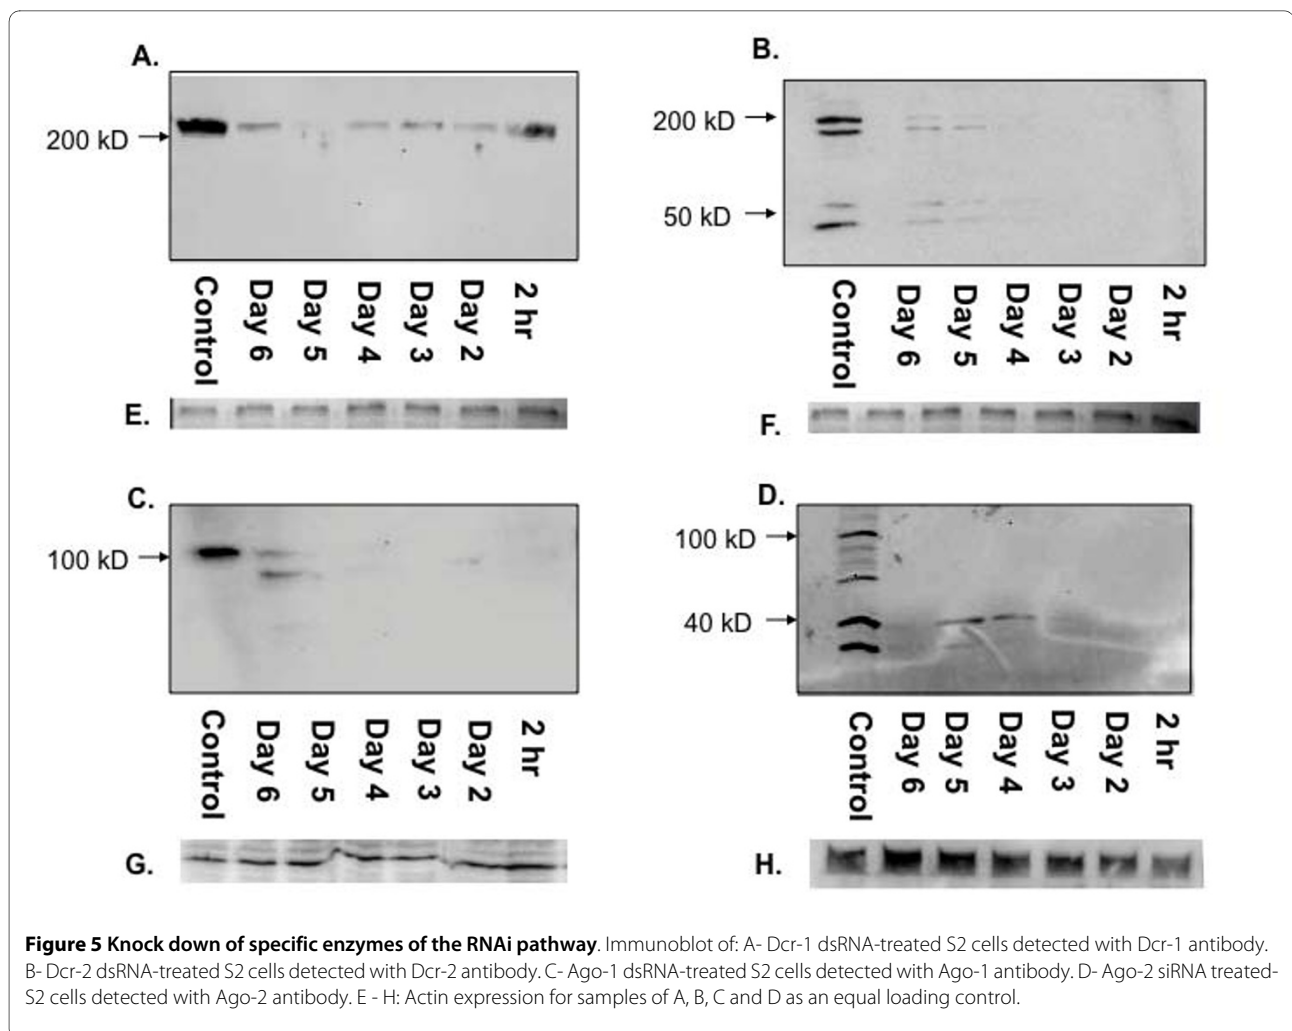 A.
200 kD
Control
Day 6
Day 5
Day 4
Day 3
Day 2
2 hr
E.
B.
200 kD
50 kD
Control
Day 6
Day 5
Day 4
Day 3
Day 2
2 hr
F.
C.
100 kD
Control
Day 6
Day 5
Day 4
Day 3
Day 2
2 hr
G.
D.
100 kD
40 kD
Control
Day 6
Day 5
Day 4
Day 3
Day 2
2 hr
H.
Figure 5 Knock down of specific enzymes of the RNAi pathway. Immunoblot of: A- Dcr-1 dsRNA-treated S2 cells detected with Dcr-1 antibody.
B- Dcr-2 dsRNA-treated S2 cells detected with Dcr-2 antibody. C- Ago-1 dsRNA-treated S2 cells detected with Ago-1 antibody. D- Ago-2 siRNA treated-
S2 cells detected with Ago-2 antibody. E - H: Actin expression for samples of A, B, C and D as an equal loading control.